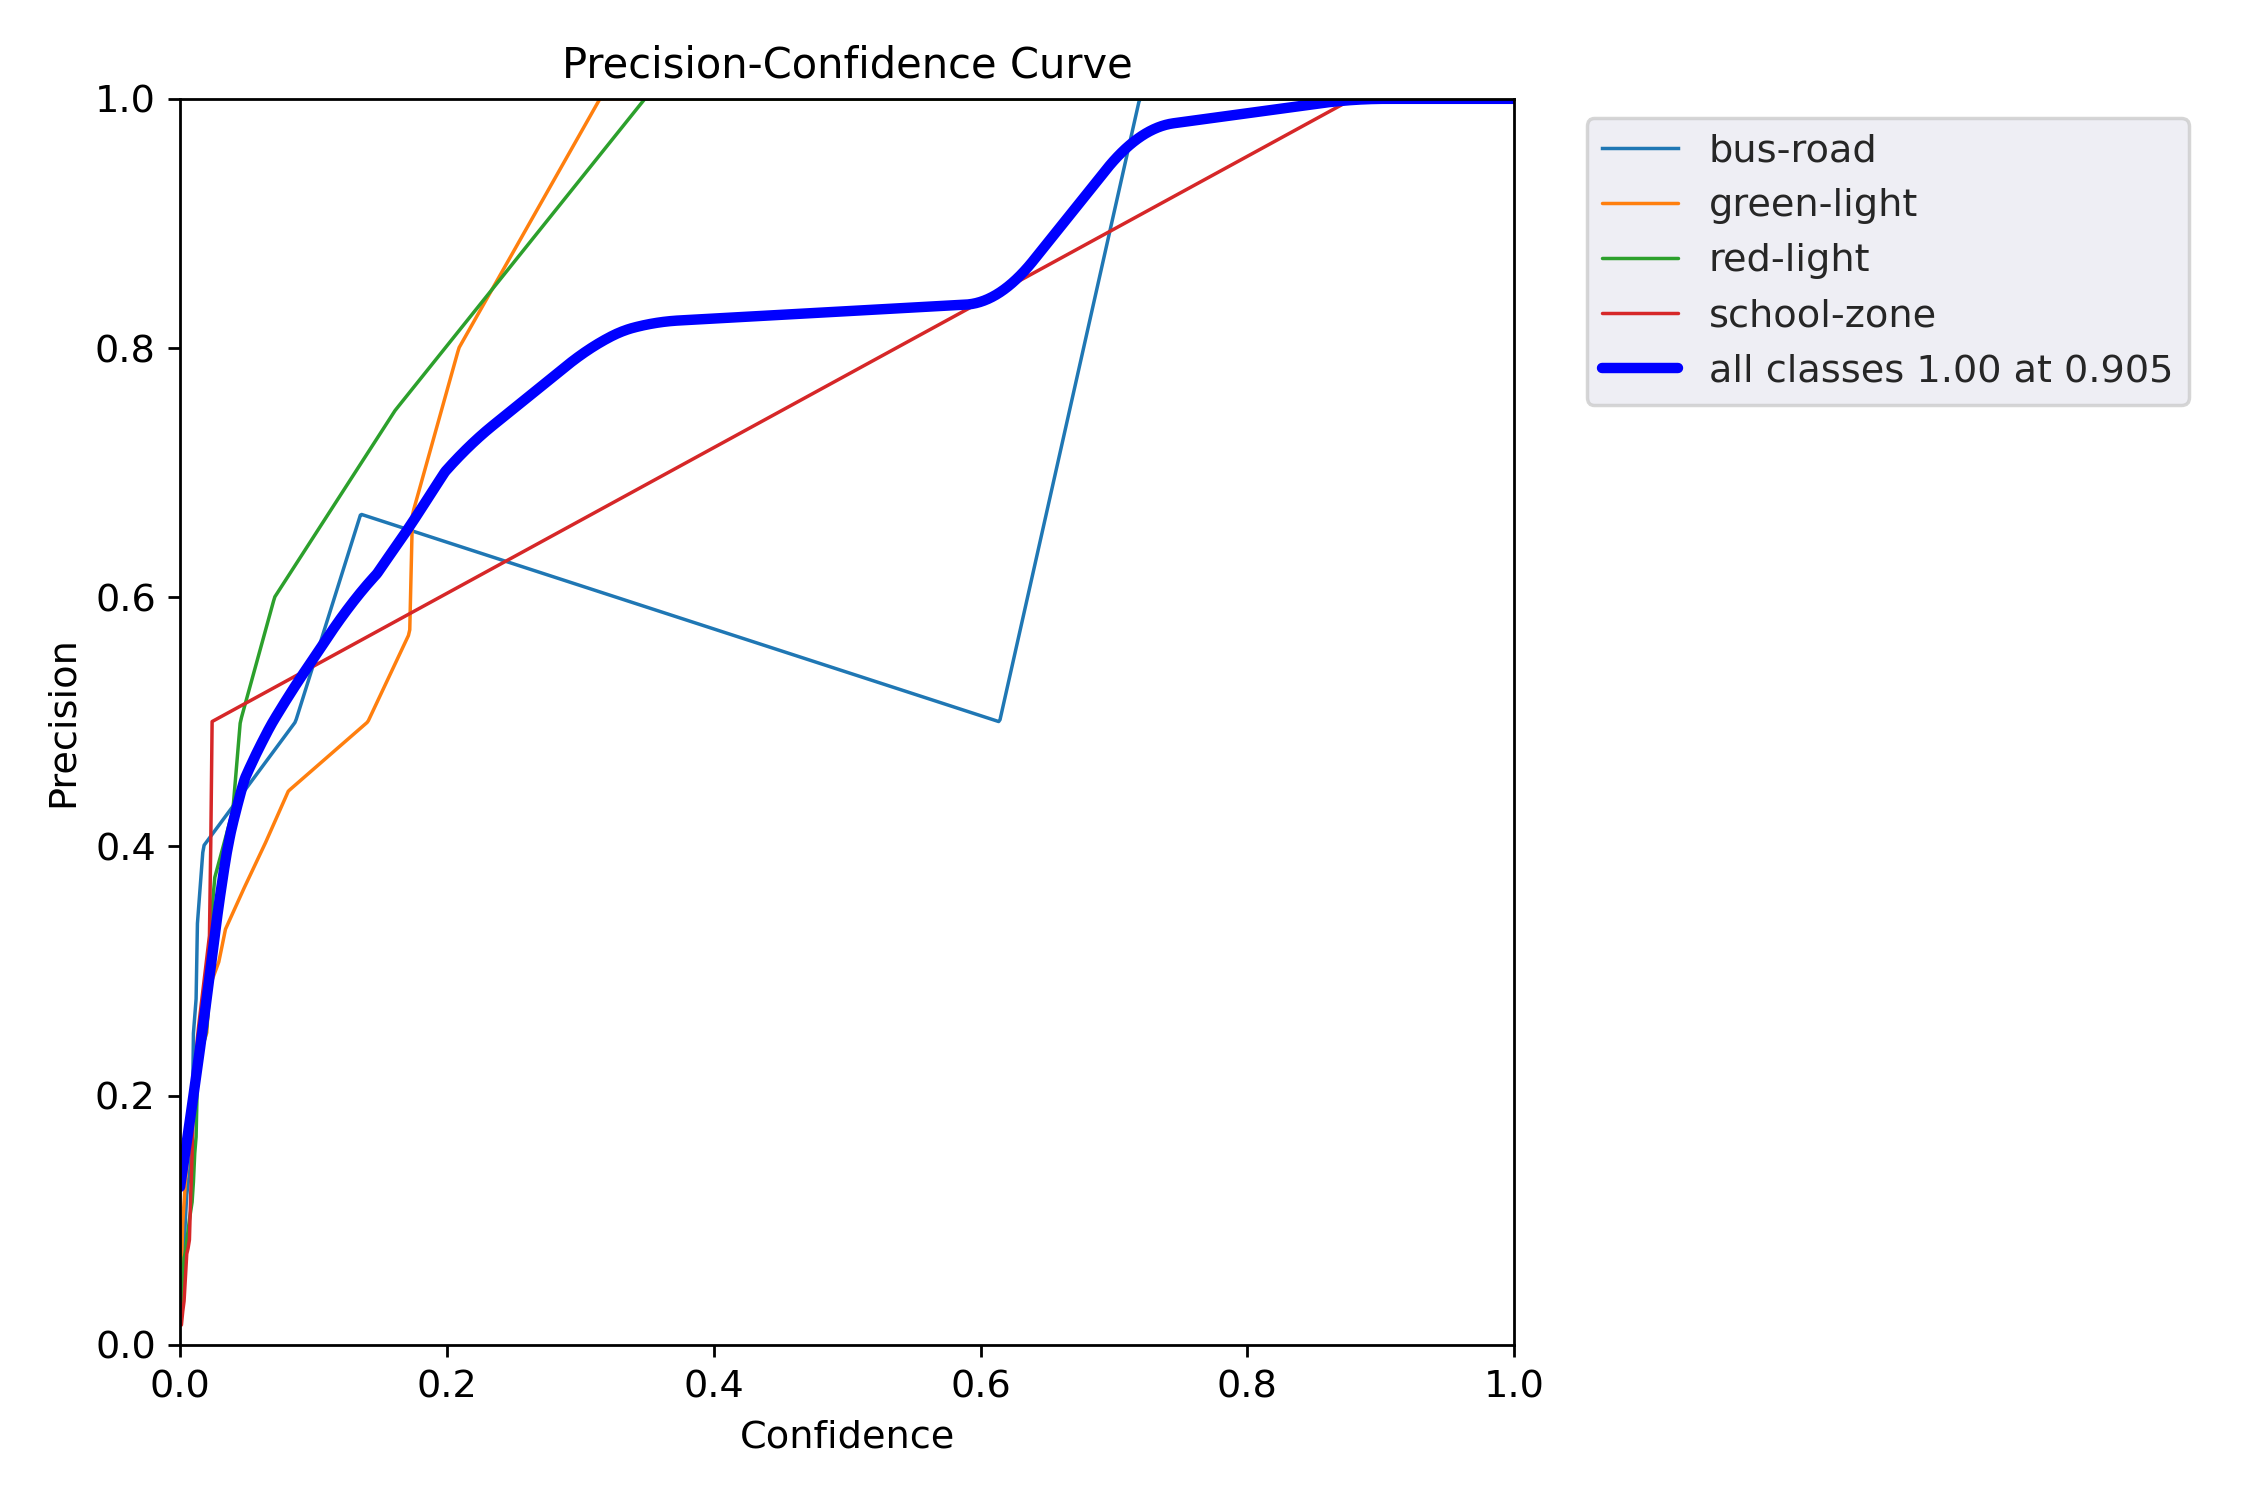 Precision-Confidence Curve
1.0
0.8
0.6
0.4
0.2
0.0
Precision
0.0 0.2 0.4 0.6 0.8 1.0
Confidence
bus-road
green-light
red-light
school-zone
all classes 1.00 at 0.905